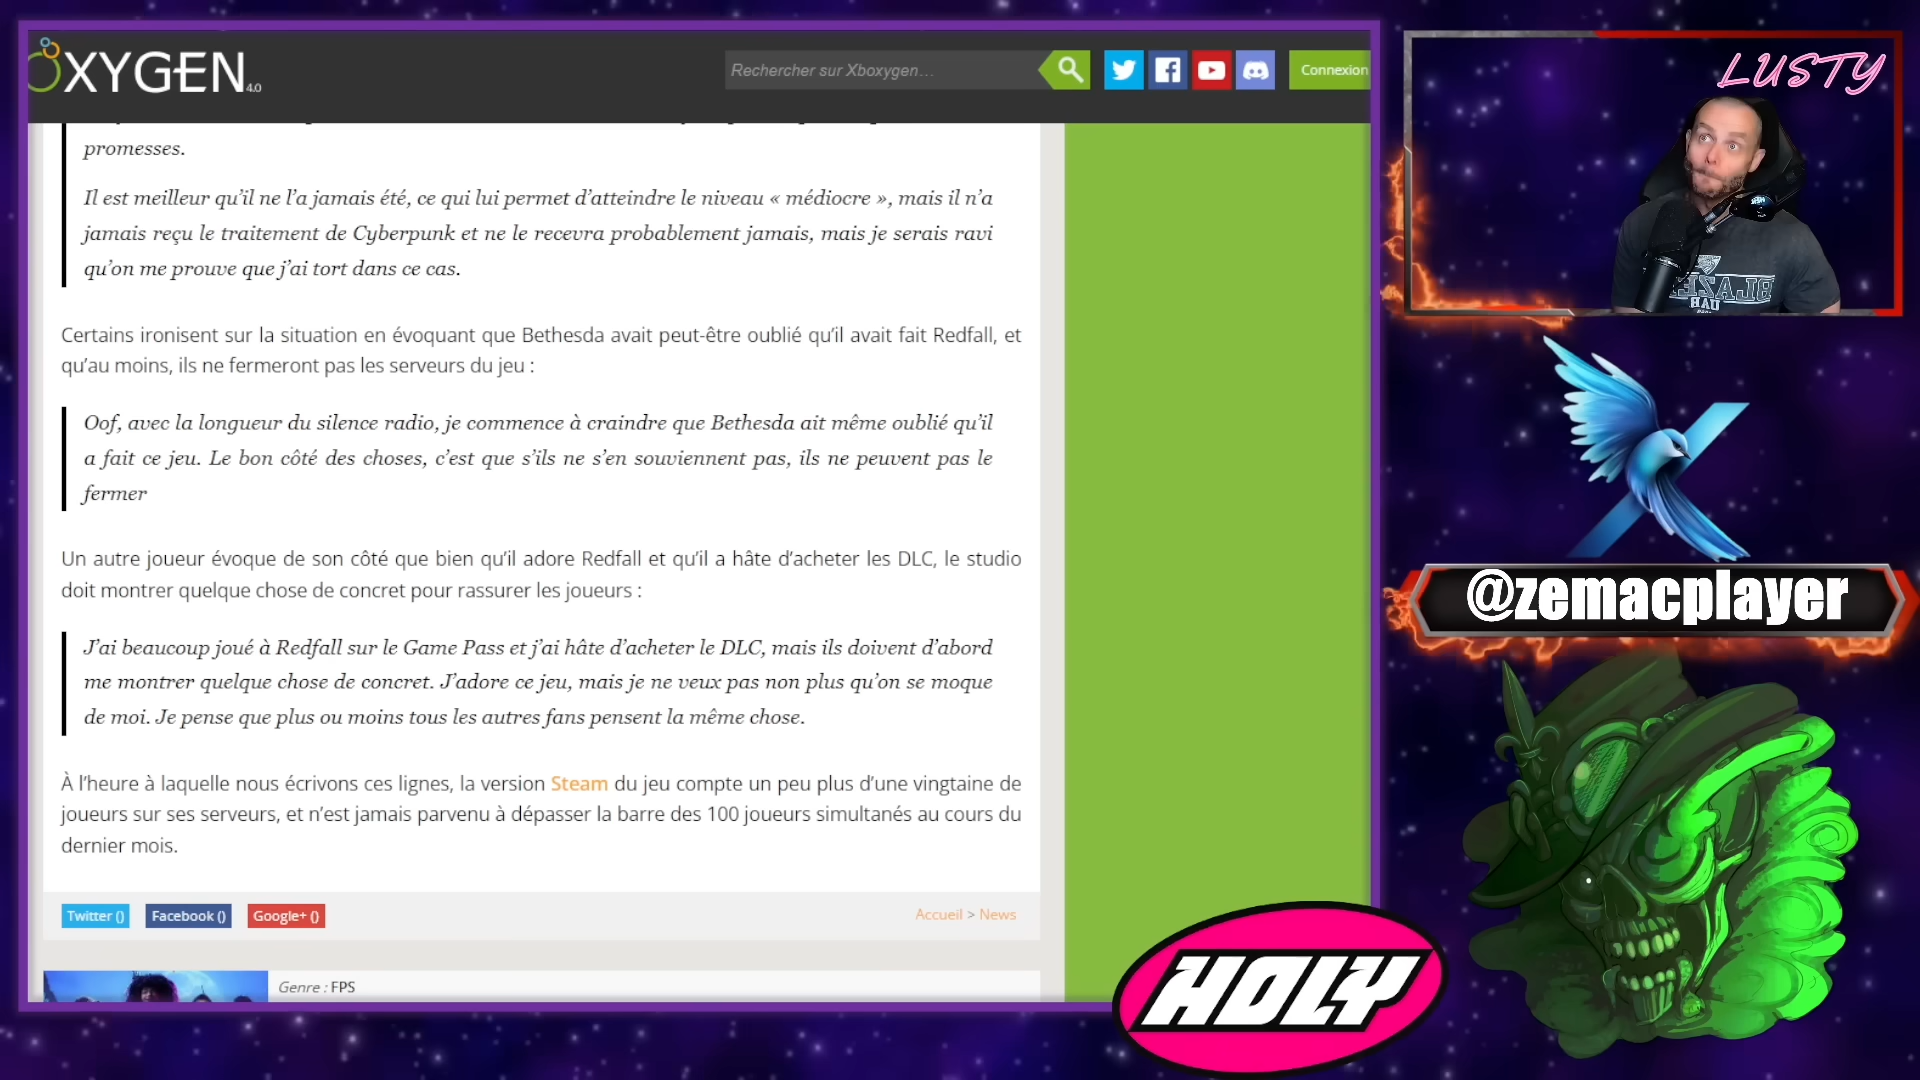 OXYGEN4.0
Rechercher sur Xboxygen...
Connexion
LUSTY
promesses.
Il est meilleur qu'il ne l'a jamais été, ce qui lui permet d'atteindre le niveau « médiocre », mais il n'a
jamais reçu le traitement de Cyberpunk et ne le recevra probablement jamais, mais je serais ravi
qu'on me prouve que j'ai tort dans ce cas.
Certains ironisent sur la situation en évoquant que Bethesda avait peut-être oublié qu'il avait fait Redfall, et
qu'au moins, ils ne fermeront pas les serveurs du jeu :
Oof, avec la longueur du silence radio, je commence à craindre que Bethesda ait même oublié qu'il
a fait ce jeu. Le bon côté des choses, c'est que s'ils ne s'en souviennent pas, ils ne peuvent pas le
fermer
Un autre joueur évoque de son côté que bien qu'il adore Redfall et qu'il a hâte d'acheter les DLC, le studio
doit montrer quelque chose de concret pour rassurer les joueurs :
J'ai beaucoup joué à Redfall sur le Game Pass et j'ai hâte d'acheter le DLC, mais ils doivent d'abord
me montrer quelque chose de concret. J'adore ce jeu, mais je ne veux pas non plus qu'on se moque
de moi. Je pense que plus ou moins tous les autres fans pensent la même chose.
À l'heure à laquelle nous écrivons ces lignes, la version Steam du jeu compte un peu plus d'une vingtaine de
joueurs sur ses serveurs, et n'est jamais parvenu à dépasser la barre des 100 joueurs simultanés au cours du
dernier mois.
Twitter () Facebook () Google+ ()
Accueil > News
Genre : FPS
BLAZE
UAB
@zemacplayer
HOLY